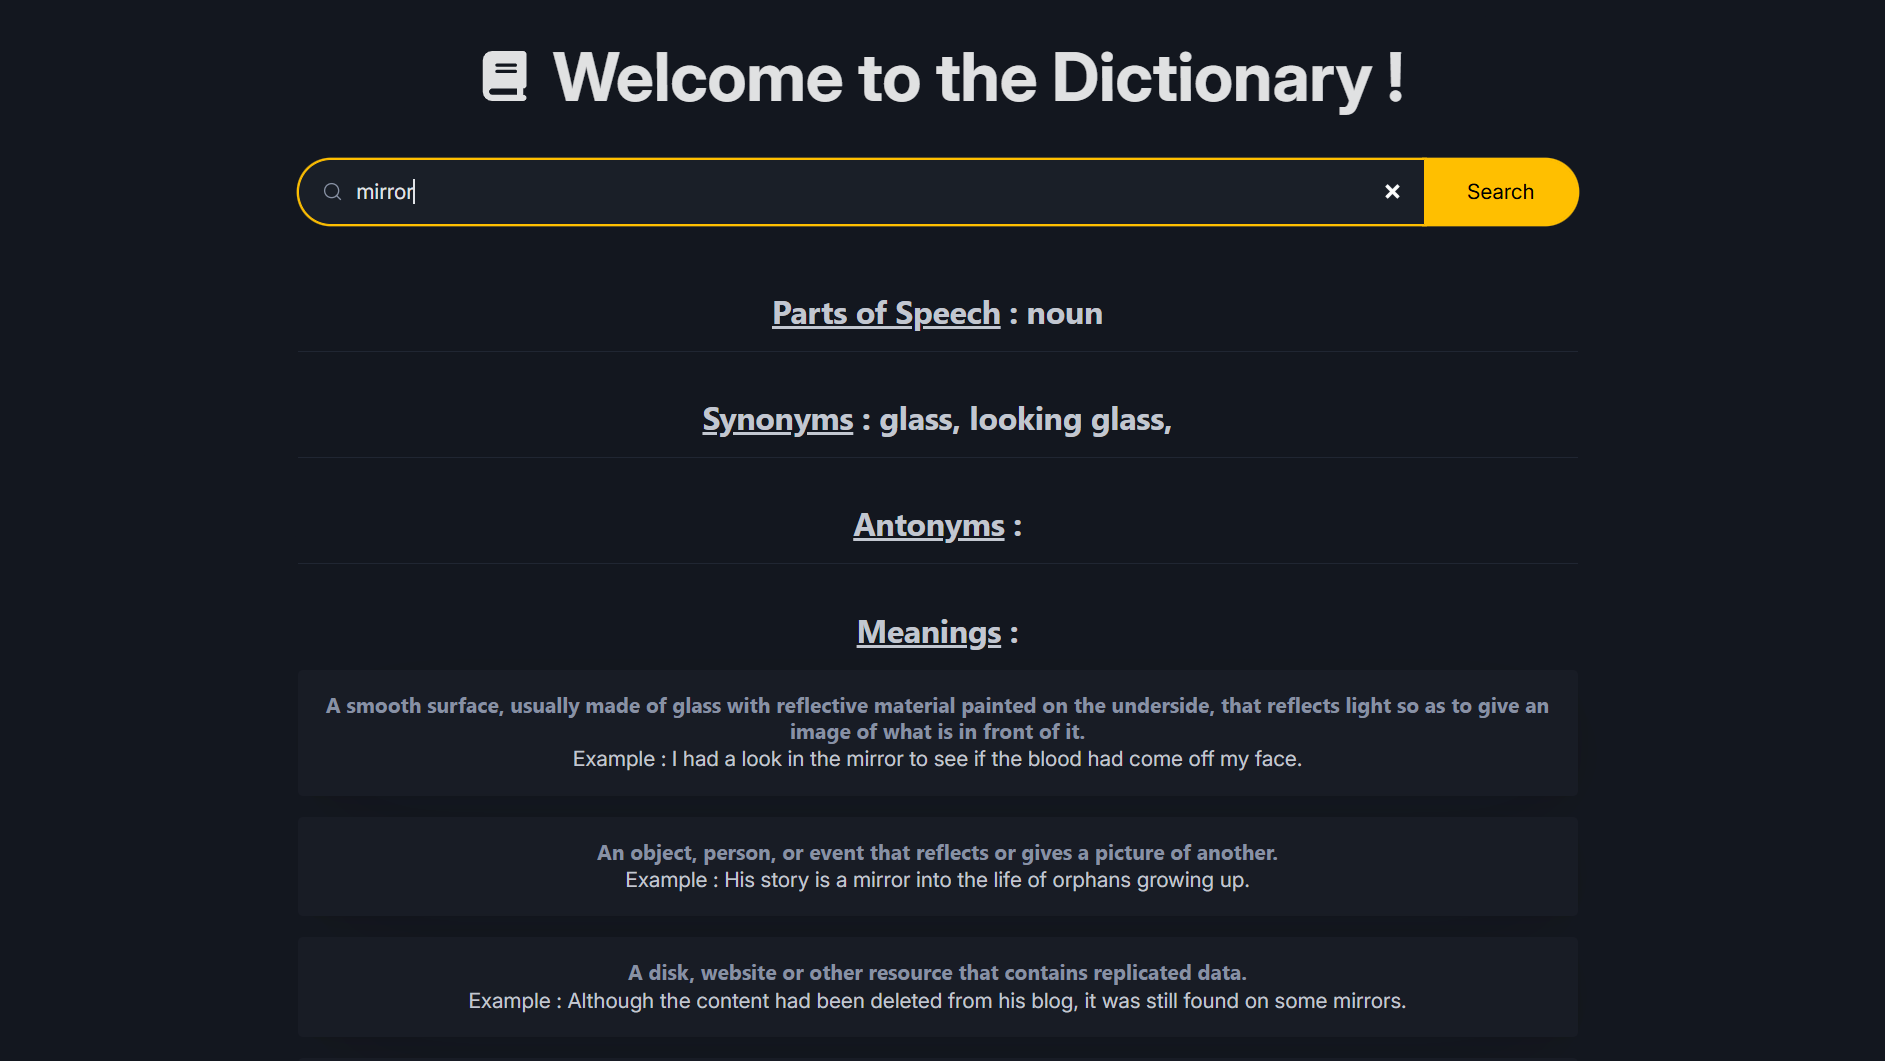 Welcome to the Dictionary !
mirror
Search
Parts of Speech : noun
Synonyms : glass, looking glass,
Antonyms :
Meanings :
A smooth surface, usually made of glass with reflective material painted on the underside, that reflects light so as to give an
image of what is in front of it.
Example : I had a look in the mirror to see if the blood had come off my face.
An object, person, or event that reflects or gives a picture of another.
Example : His story is a mirror into the life of orphans growing up.
A disk, website or other resource that contains replicated data.
Example : Although the content had been deleted from his blog, it was still found on some mirrors.